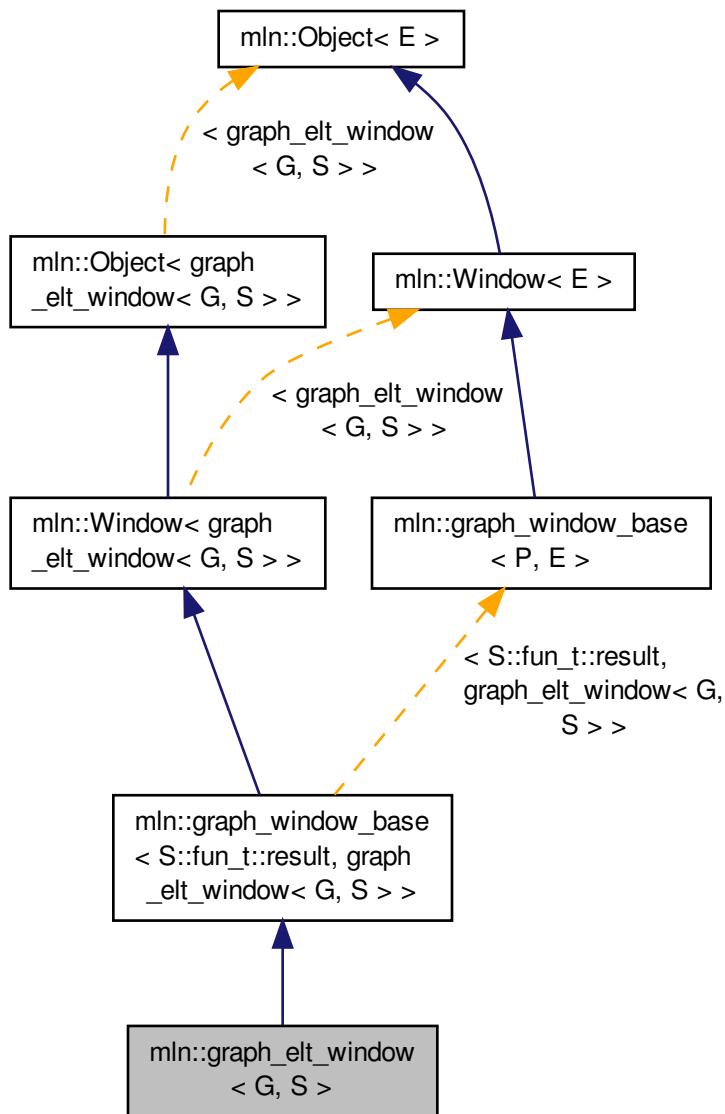 mln::Object< E >
< graph_elt_window
< G, S > >
mln::Object< graph
_elt_window< G, S > >
mln::Window< E >
< graph_elt_window
< G, S > >
mln::Window< graph
_elt_window< G, S > >
mln::graph_window_base
< P, E >
< S::fun_t::result,
graph_elt_window< G,
S > >
mln::graph_window_base
< S::fun_t::result, graph
_elt_window< G, S > >
mln::graph_elt_window
< G, S >